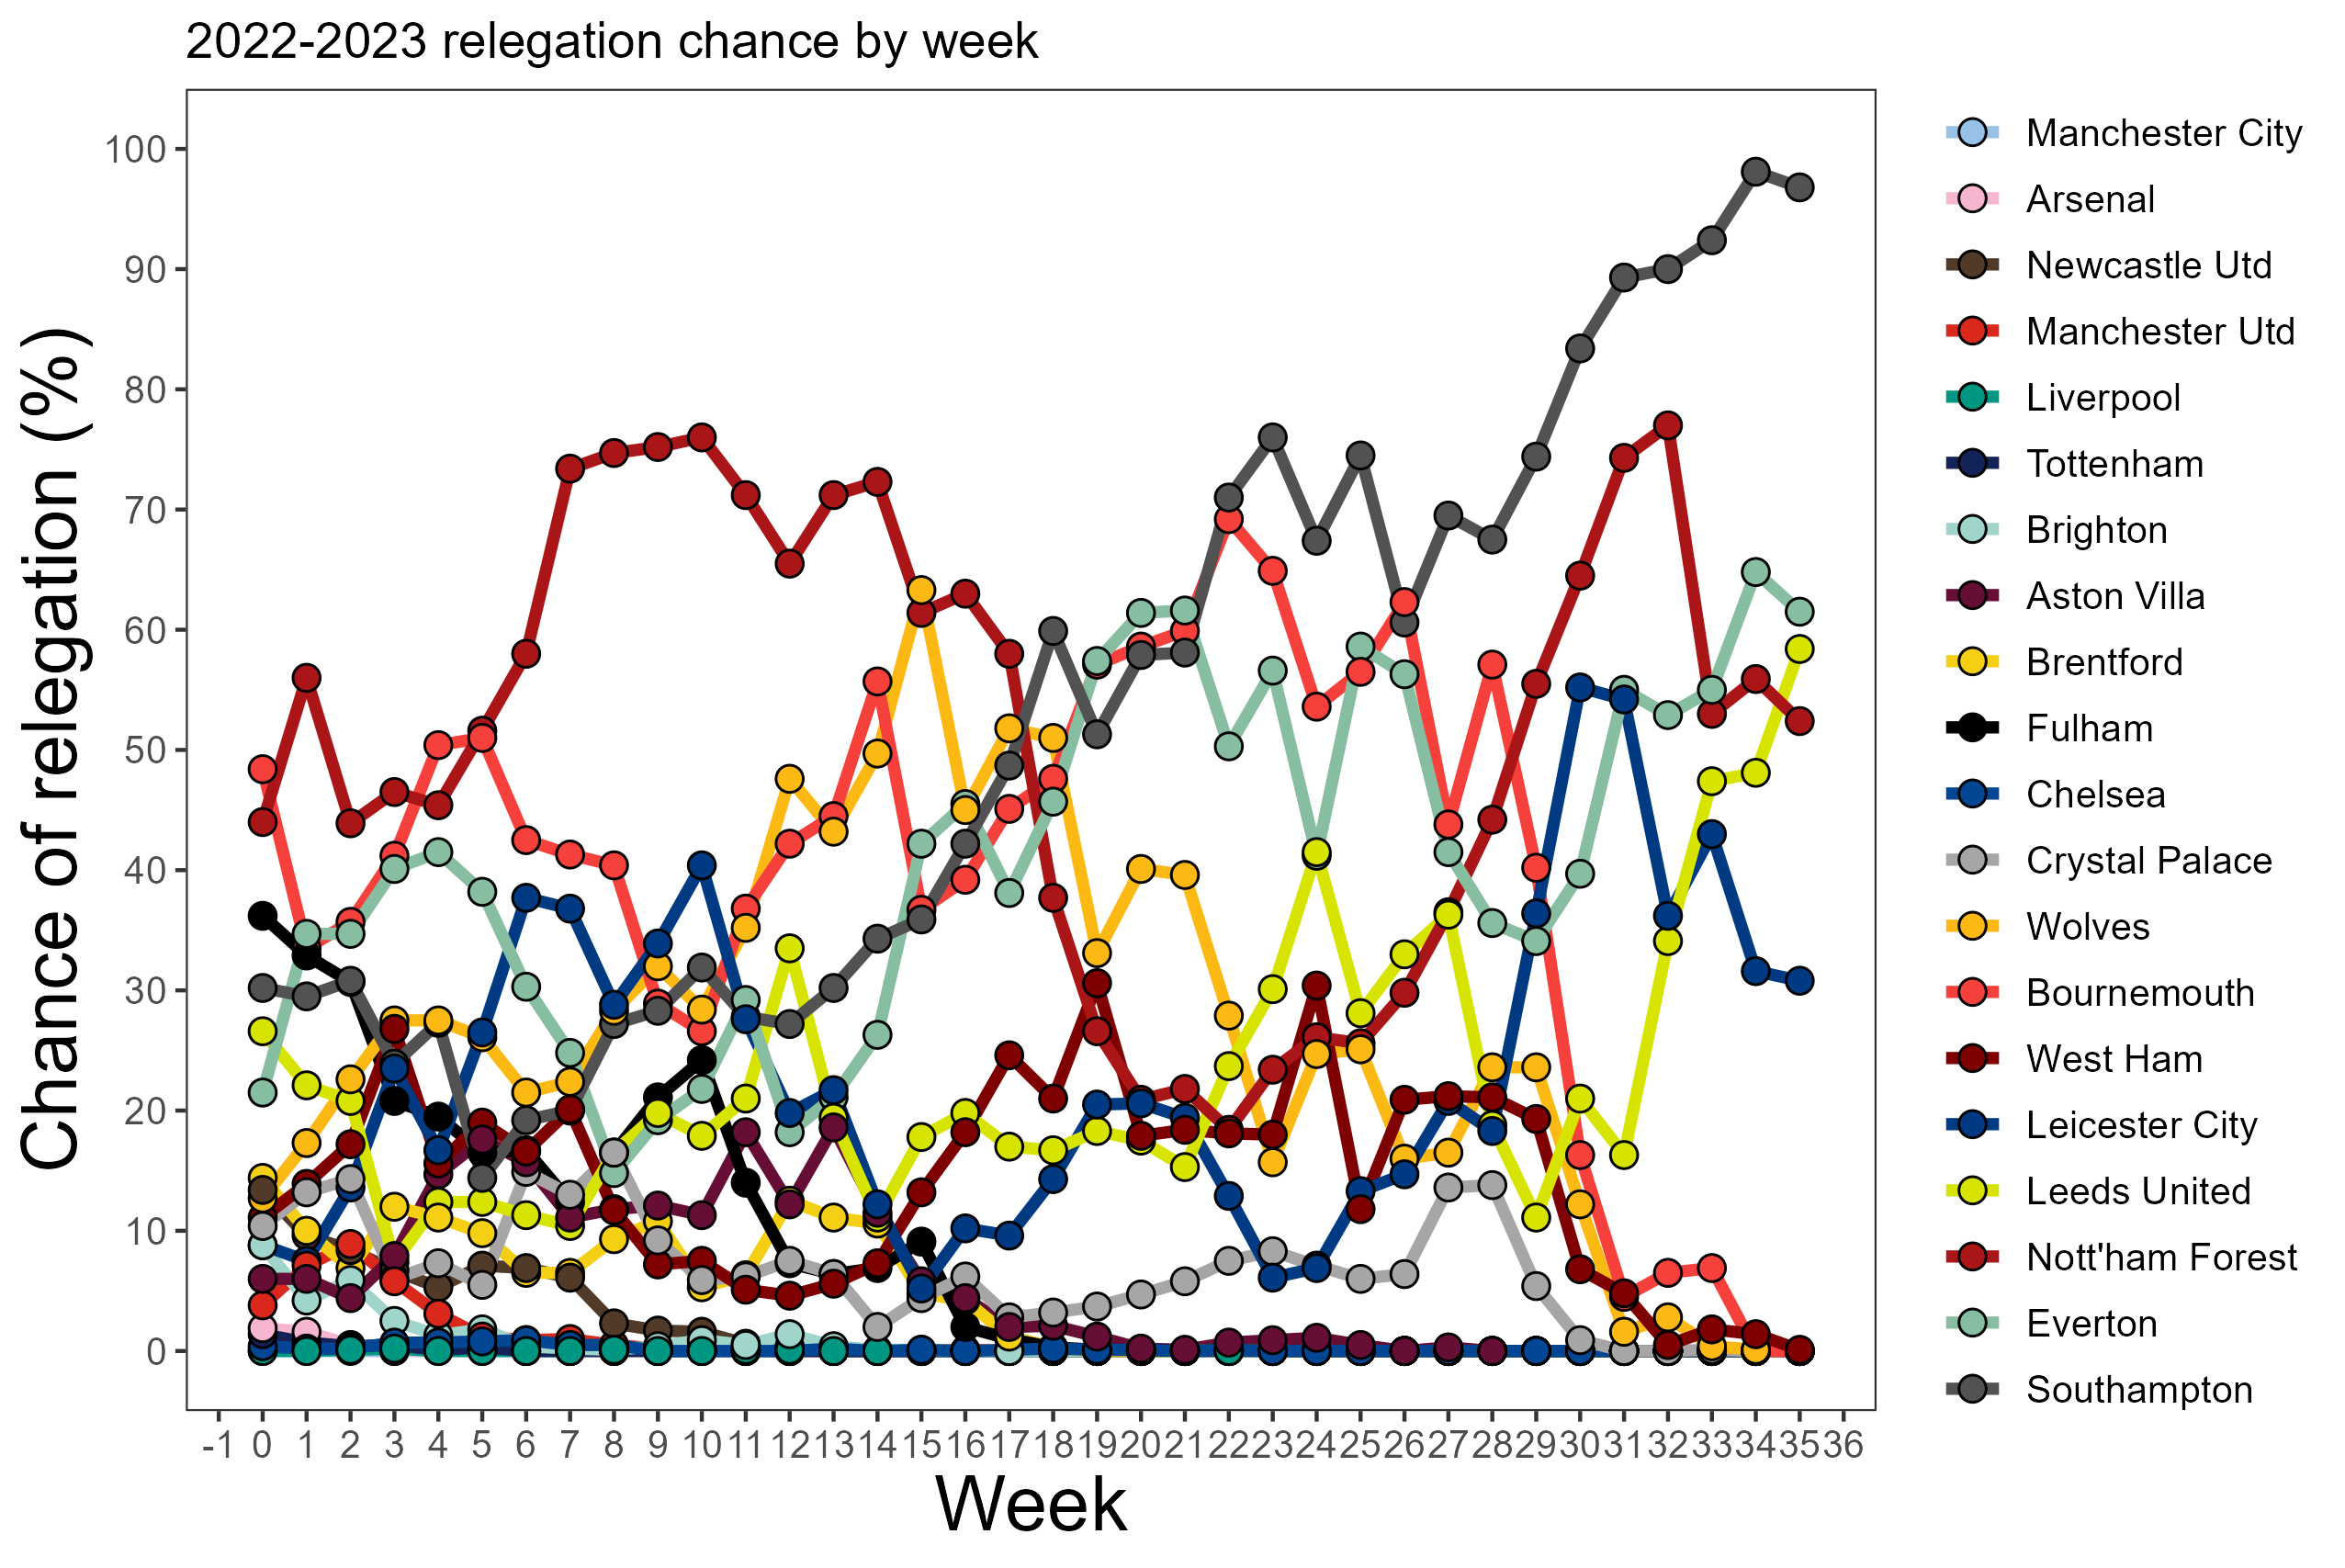 2022-2023 relegation chance by week
Chance of relegation (%)
100
90
80
70
60
50
40
30
20
10
0
-1 0 1 2 3 4 5 6 7 8 9 10 11 12 13 14 15 16 17 18 19 20 21 22 23 24 25 26 27 28 29 30 31 32 33 34 35 36
Week
Manchester City
Arsenal
Newcastle Utd
Manchester Utd
Liverpool
Tottenham
Brighton
Aston Villa
Brentford
Fulham
Chelsea
Crystal Palace
Wolves
Bournemouth
West Ham
Leicester City
Leeds United
Nott'ham Forest
Everton
Southampton